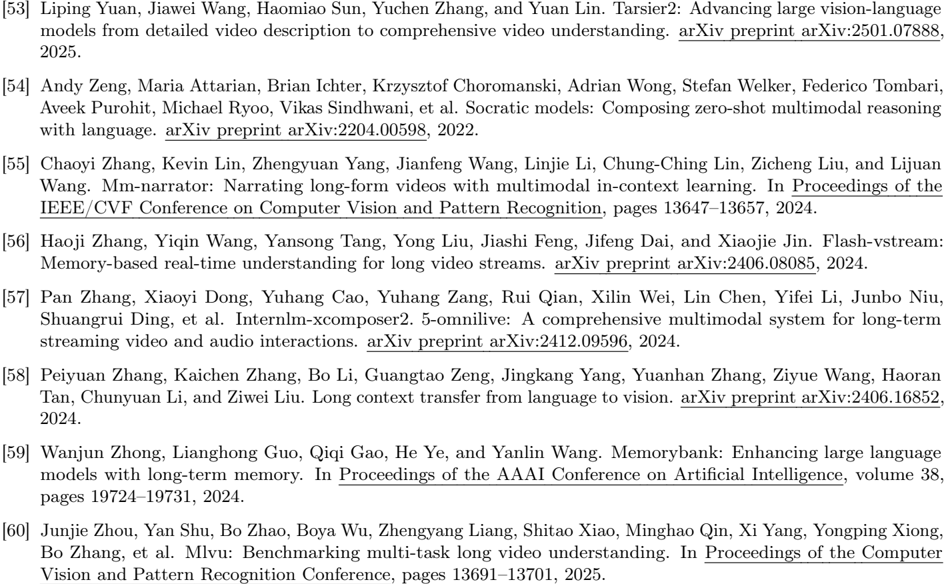 [53] Liping Yuan, Jiawei Wang, Haomiao Sun, Yuchen Zhang, and Yuan Lin. Tarsier2: Advancing large vision-language
models from detailed video description to comprehensive video understanding. arXiv preprint arXiv:2501.07888,
2025.
[54] Andy Zeng, Maria Attarian, Brian Ichter, Krzysztof Choromanski, Adrian Wong, Stefan Welker, Federico Tombari,
Aveek Purohit, Michael Ryoo, Vikas Sindhwani, et al. Socratic models: Composing zero-shot multimodal reasoning
with language. arXiv preprint arXiv:2204.00598, 2022.
[55] Chaoyi Zhang, Kevin Lin, Zhengyuan Yang, Jianfeng Wang, Linjie Li, Chung-Ching Lin, Zicheng Liu, and Lijuan
Wang. Mm-narrator: Narrating long-form videos with multimodal in-context learning. In Proceedings of the
IEEE/CVF Conference on Computer Vision and Pattern Recognition, pages 13647–13657, 2024.
[56] Haoji Zhang, Yiqin Wang, Yansong Tang, Yong Liu, Jiashi Feng, Jifeng Dai, and Xiaojie Jin. Flash-vstream:
Memory-based real-time understanding for long video streams. arXiv preprint arXiv:2406.08085, 2024.
[57] Pan Zhang, Xiaoyi Dong, Yuhang Cao, Yuhang Zang, Rui Qian, Xilin Wei, Lin Chen, Yifei Li, Junbo Niu,
Shuangrui Ding, et al. Internlm-xcomposer2. 5-omnilive: A comprehensive multimodal system for long-term
streaming video and audio interactions. arXiv preprint arXiv:2412.09596, 2024.
[58] Peiyuan Zhang, Kaichen Zhang, Bo Li, Guangtao Zeng, Jingkang Yang, Yuanhan Zhang, Ziyue Wang, Haoran
Tan, Chunyuan Li, and Ziwei Liu. Long context transfer from language to vision. arXiv preprint arXiv:2406.16852,
2024.
[59] Wanjun Zhong, Lianghong Guo, Qiqi Gao, He Ye, and Yanlin Wang. Memorybank: Enhancing large language
models with long-term memory. In Proceedings of the AAAI Conference on Artificial Intelligence, volume 38,
pages 19724–19731, 2024.
[60] Junjie Zhou, Yan Shu, Bo Zhao, Boya Wu, Zhengyang Liang, Shitao Xiao, Minghao Qin, Xi Yang, Yongping Xiong,
Bo Zhang, et al. Mlvu: Benchmarking multi-task long video understanding. In Proceedings of the Computer
Vision and Pattern Recognition Conference, pages 13691–13701, 2025.